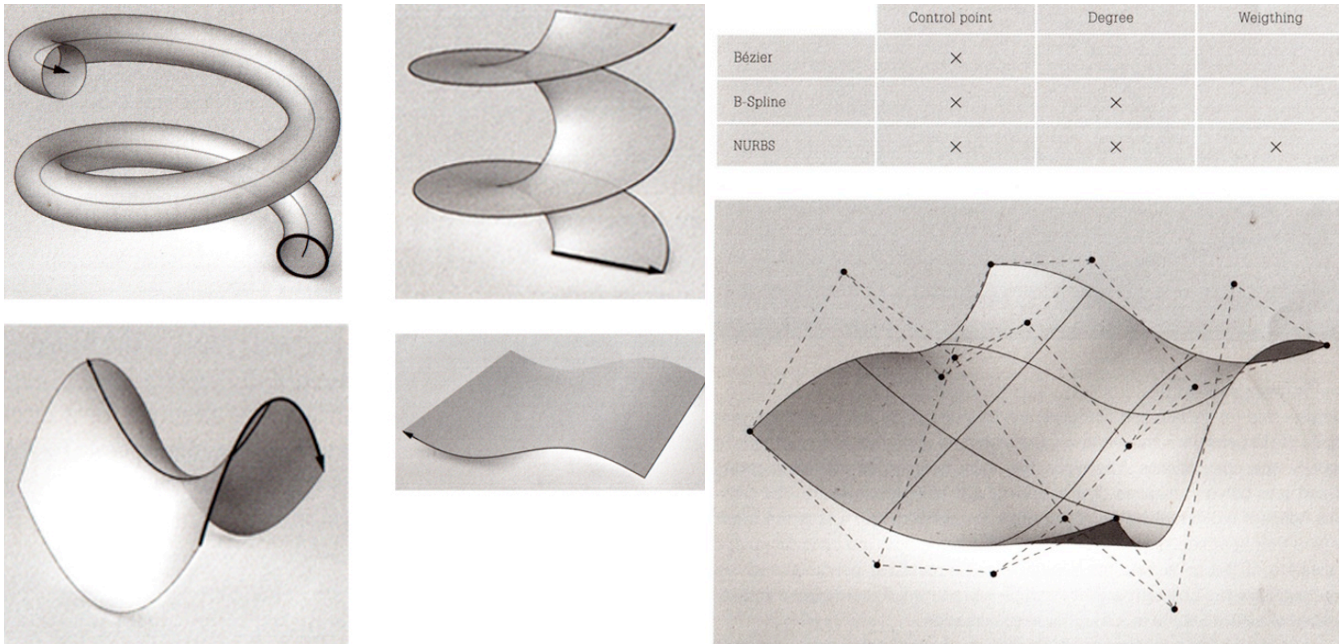 Control point Degree Weigthing
Bézier × 
B-Spline × ×
NURBS × × ×